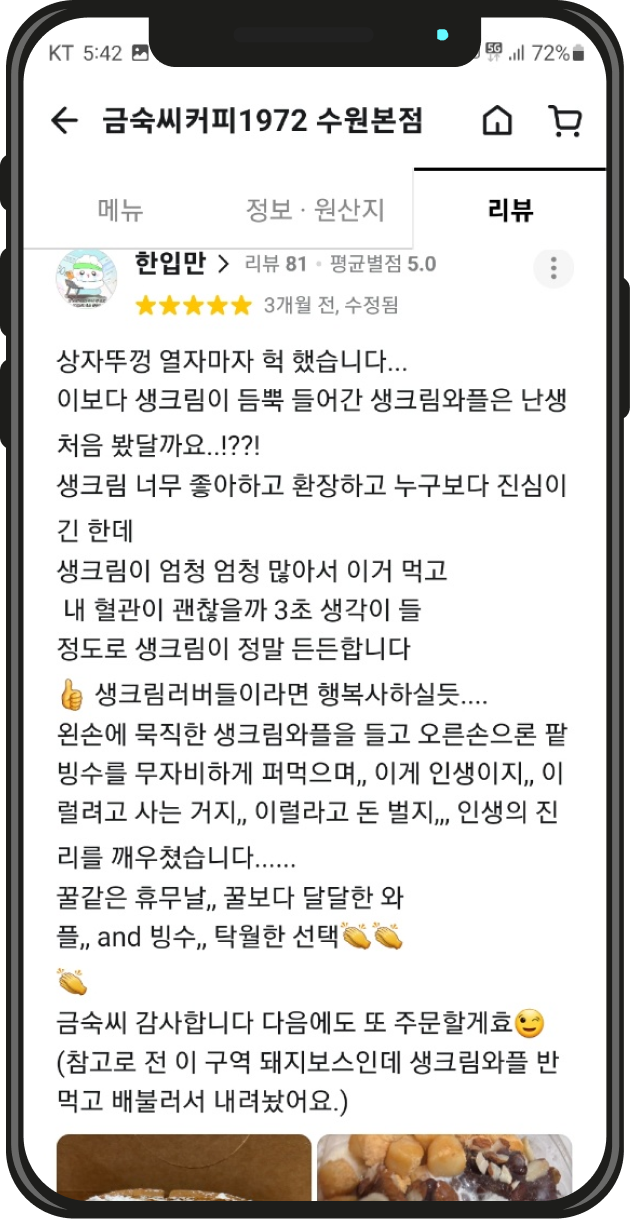 KT 5:42 5G 72%
금숙씨커피1972 수원본점
메뉴 정보 · 원산지 리뷰
한입만 > 리뷰 81 · 평균별점 5.0
★★★★★ 3개월 전, 수정됨
상자뚜껑 열자마자 헉 했습니다...
이보다 생크림이 듬뿍 들어간 생크림와플은 난생
처음 봤달까요..!??!
생크림 너무 좋아하고 환장하고 누구보다 진심이
긴 한데
생크림이 엄청 엄청 많아서 이거 먹고
내 혈관이 괜찮을까 3초 생각이 들
정도로 생크림이 정말 든든합니다
👍 생크림러버들이라면 행복사하실듯....
왼손에 묵직한 생크림와플을 들고 오른손으론 팥
빙수를 무자비하게 퍼먹으며,, 이게 인생이지,, 이
럴려고 사는 거지,, 이럴라고 돈 벌지,,, 인생의 진
리를 깨우쳤습니다......
꿀같은 휴무날,, 꿀보다 달달한 와
플,, and 빙수,, 탁월한 선택👏👏
👏
금숙씨 감사합니다 다음에도 또 주문할게효😉
(참고로 전 이 구역 돼지보스인데 생크림와플 반
먹고 배불러서 내려놨어요.)